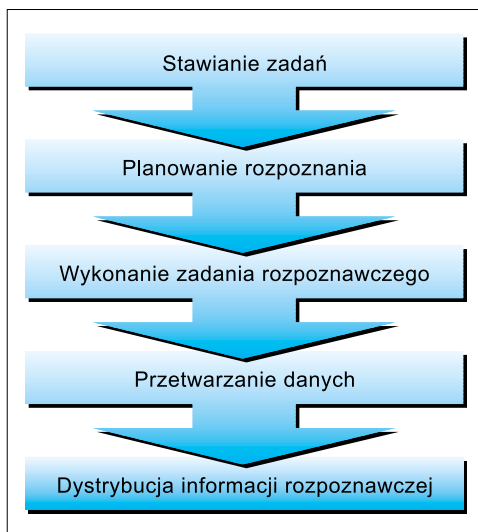 Stawianie zadań
Planowanie rozpoznania
Wykonanie zadania rozpoznawczego
Przetwarzanie danych
Dystrybucja informacji rozpoznawczej